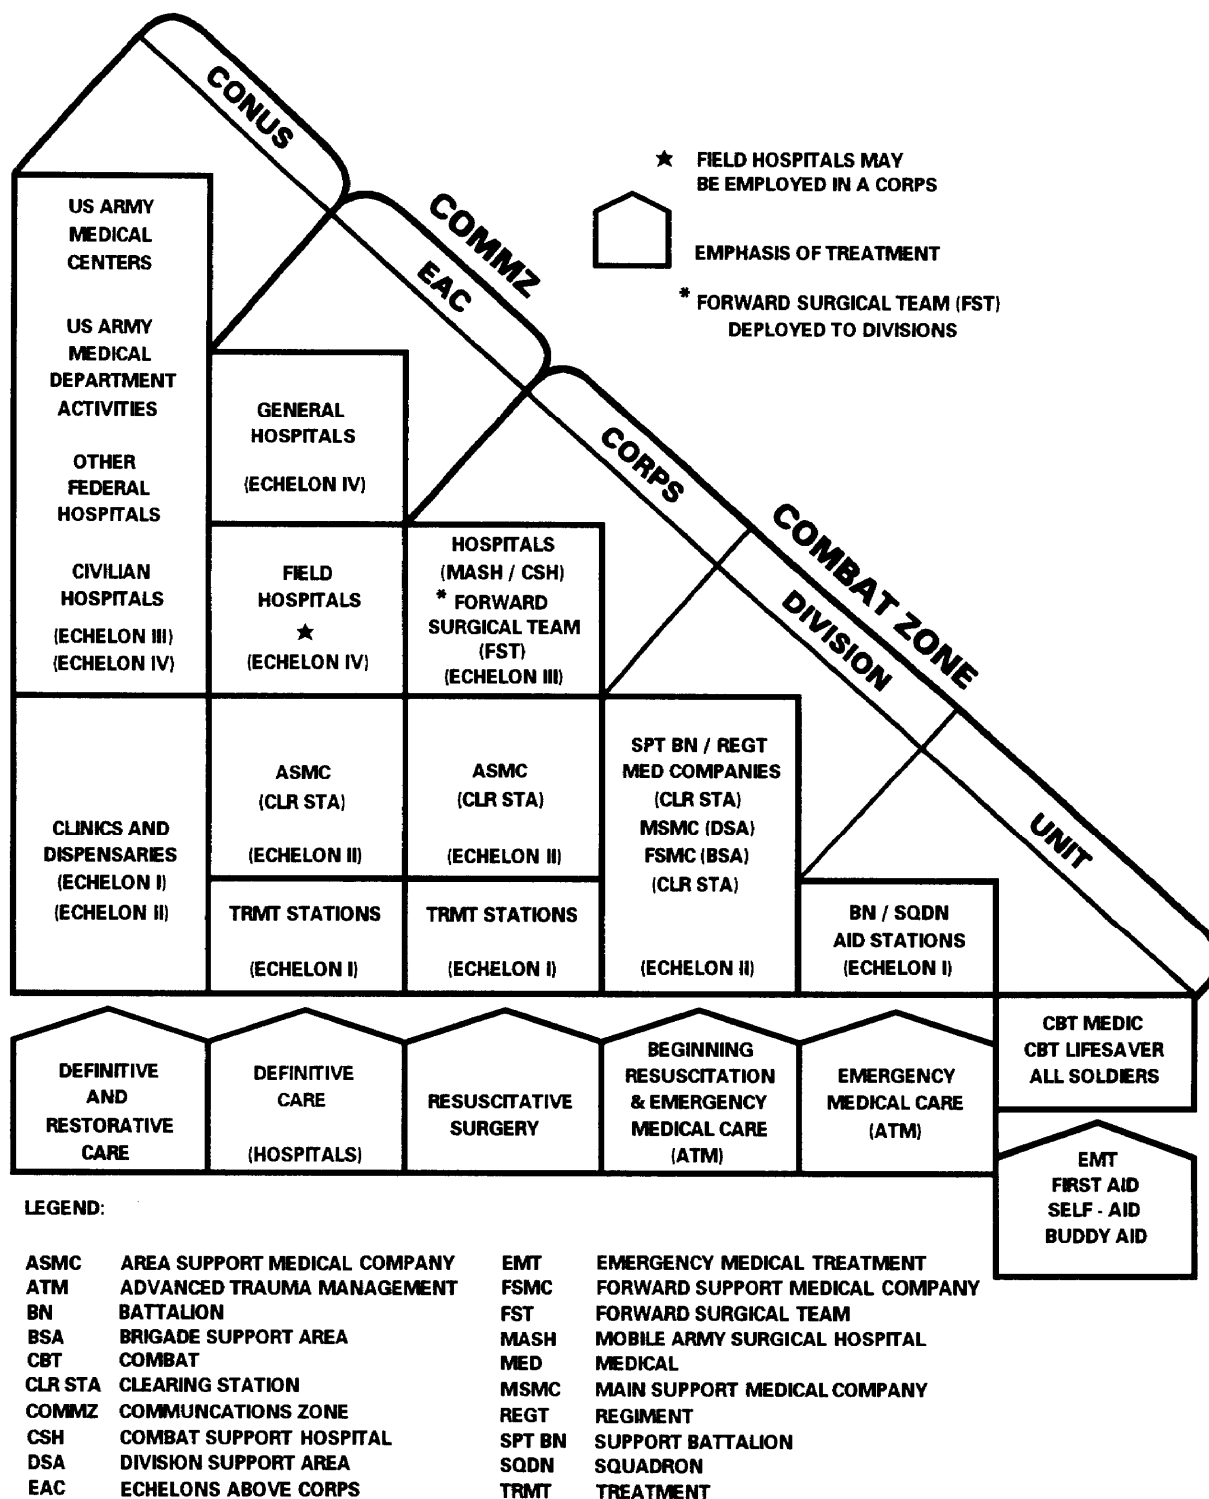 CONUS
COMMZ
EAC
COMBAT ZONE
CORPS
DIVISION
UNIT
★ FIELD HOSPITALS MAY
BE EMPLOYED IN A CORPS
EMPHASIS OF TREATMENT
* FORWARD SURGICAL TEAM (FST)
DEPLOYED TO DIVISIONS
US ARMY
MEDICAL
CENTERS
US ARMY
MEDICAL
DEPARTMENT
ACTIVITIES
OTHER
FEDERAL
HOSPITALS
CIVILIAN
HOSPITALS
(ECHELON III)
(ECHELON IV)
CLINICS AND
DISPENSARIES
(ECHELON I)
(ECHELON II)
GENERAL
HOSPITALS
(ECHELON IV)
FIELD
HOSPITALS
★
(ECHELON IV)
ASMC
(CLR STA)
(ECHELON II)
TRMT STATIONS
(ECHELON I)
HOSPITALS
(MASH / CSH)
* FORWARD
SURGICAL TEAM
(FST)
(ECHELON III)
ASMC
(CLR STA)
(ECHELON II)
TRMT STATIONS
(ECHELON I)
SPT BN / REGT
MED COMPANIES
(CLR STA)
MSMC (DSA)
FSMC (BSA)
(CLR STA)
(ECHELON II)
BN / SQDN
AID STATIONS
(ECHELON I)
CBT MEDIC
CBT LIFESAVER
ALL SOLDIERS
DEFINITIVE
AND
RESTORATIVE
CARE
DEFINITIVE
CARE
(HOSPITALS)
RESUSCITATIVE
SURGERY
BEGINNING
RESUSCITATION
& EMERGENCY
MEDICAL CARE
(ATM)
EMERGENCY
MEDICAL CARE
(ATM)
EMT
FIRST AID
SELF - AID
BUDDY AID
LEGEND:
ASMC AREA SUPPORT MEDICAL COMPANY
ATM ADVANCED TRAUMA MANAGEMENT
BN BATTALION
BSA BRIGADE SUPPORT AREA
CBT COMBAT
CLR STA CLEARING STATION
COMMZ COMMUNCATIONS ZONE
CSH COMBAT SUPPORT HOSPITAL
DSA DIVISION SUPPORT AREA
EAC ECHELONS ABOVE CORPS
EMT EMERGENCY MEDICAL TREATMENT
FSMC FORWARD SUPPORT MEDICAL COMPANY
FST FORWARD SURGICAL TEAM
MASH MOBILE ARMY SURGICAL HOSPITAL
MED MEDICAL
MSMC MAIN SUPPORT MEDICAL COMPANY
REGT REGIMENT
SPT BN SUPPORT BATTALION
SQDN SQUADRON
TRMT TREATMENT